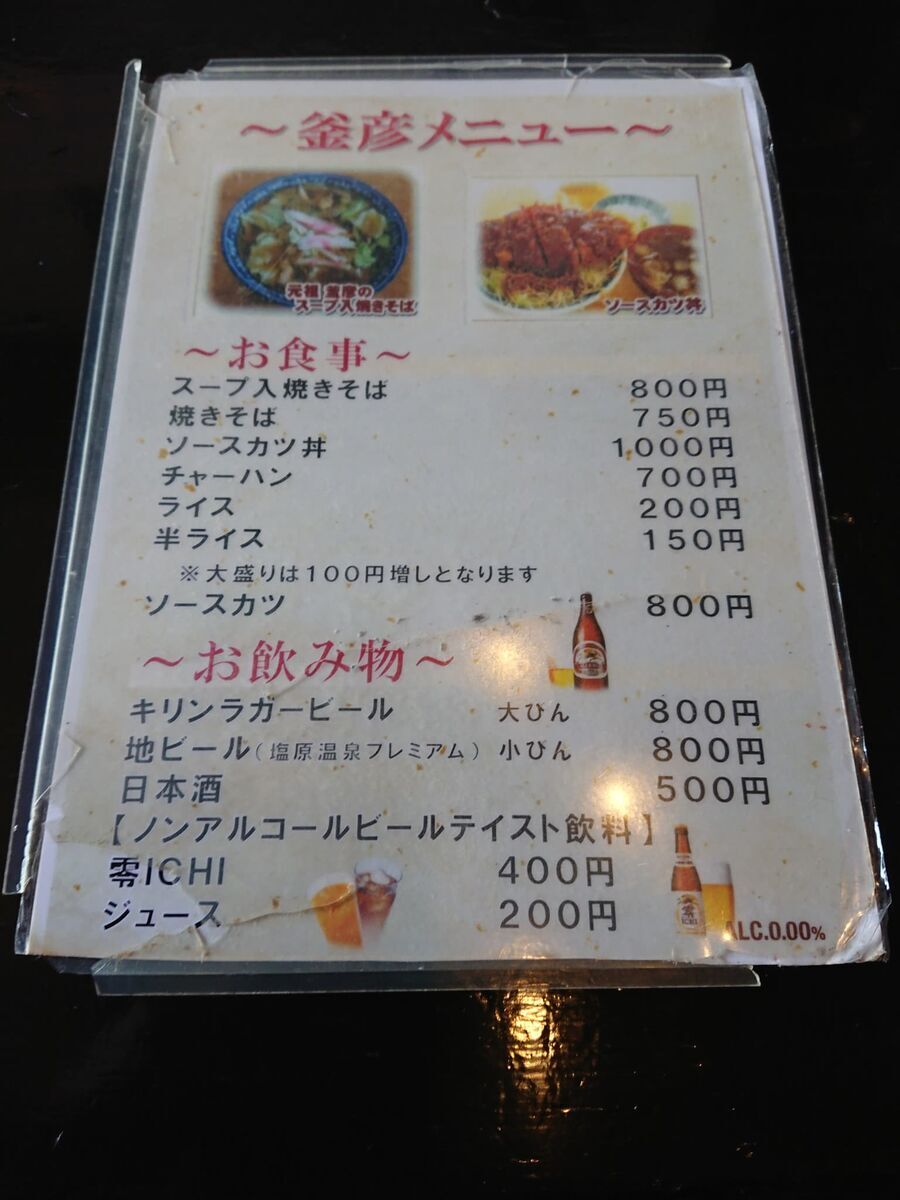 ～釜彦メニュー～
元祖 釜彦の
スープ入焼きそば
ソースカツ丼
～お食事～
スープ入焼きそば 800円
焼きそば 750円
ソースカツ丼 1000円
チャーハン 700円
ライス 200円
半ライス 150円
※大盛りは100円増しとなります
ソースカツ 800円
～お飲み物～
キリンラガービール 大びん 800円
地ビール(塩原温泉プレミアム) 小びん 800円
日本酒 500円
【ノンアルコールビールテイスト飲料】
零ICHI 400円
ジュース 200円
零
ICHI
ALC.0.00%